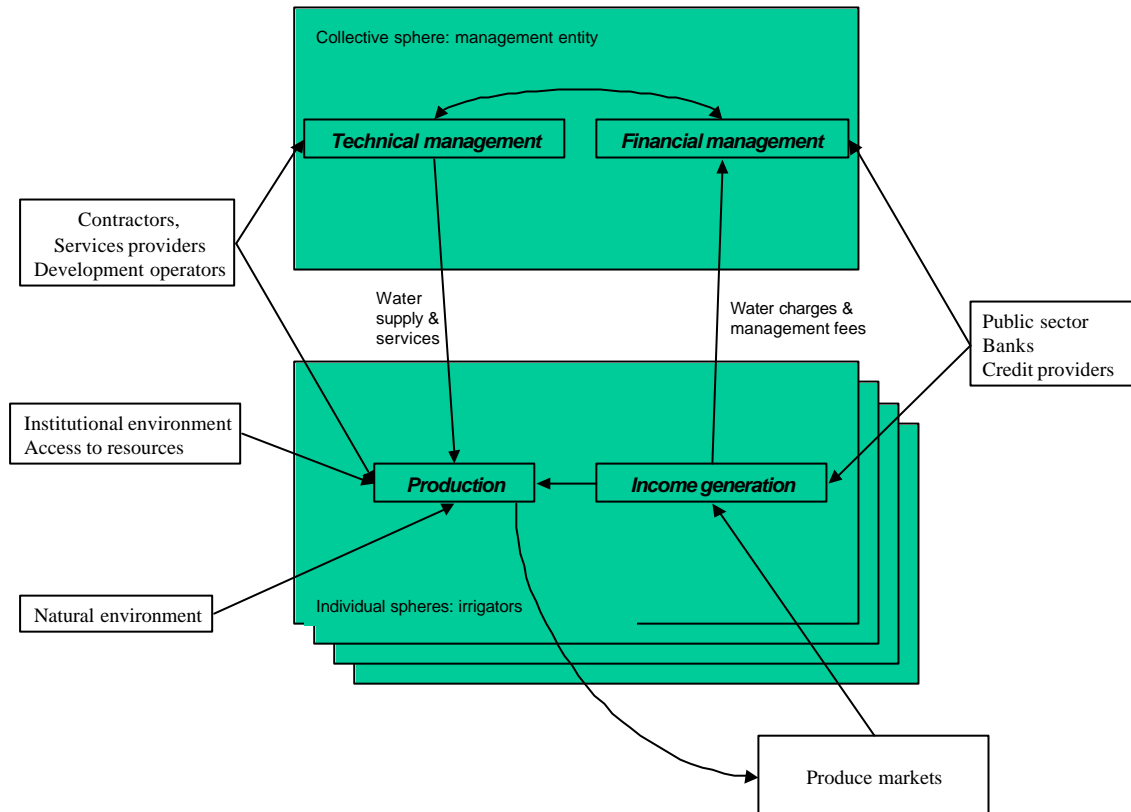 Collective sphere: management entity
Technical management
Financial management
Contractors,
Services providers
Development operators
Water
supply &
services
Water charges &
management fees
Public sector
Banks
Credit providers
Institutional environment
Access to resources
Production
Income generation
Natural environment
Individual spheres: irrigators
Produce markets